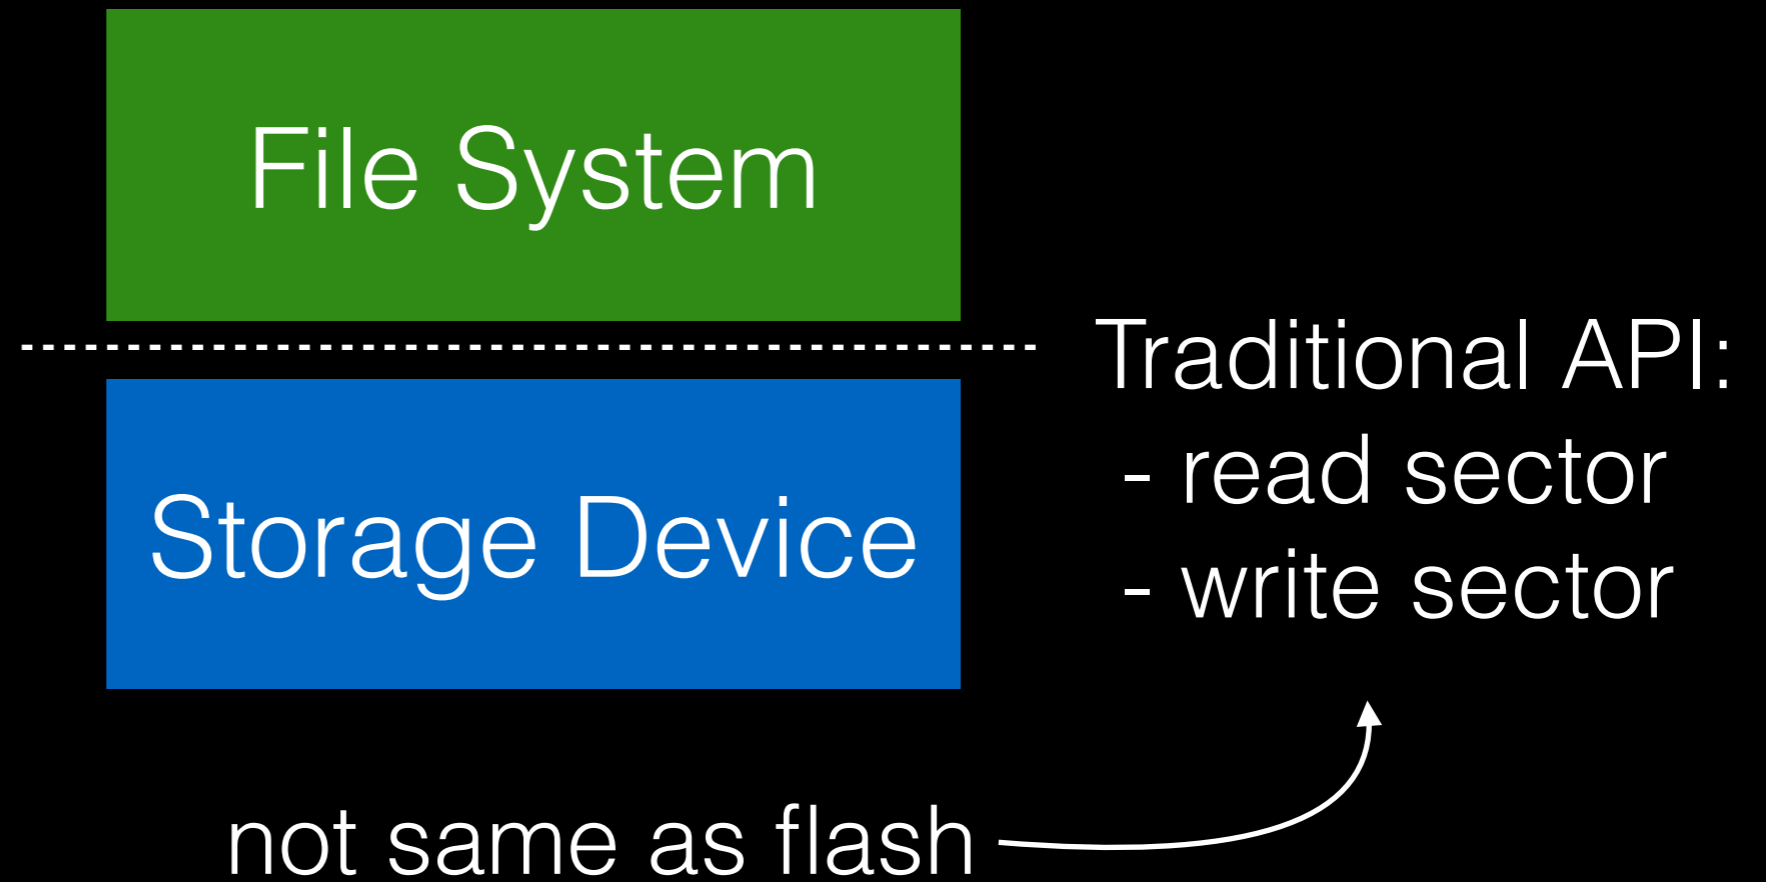 File System
Traditional API:
- read sector
- write sector
Storage Device
not same as flash